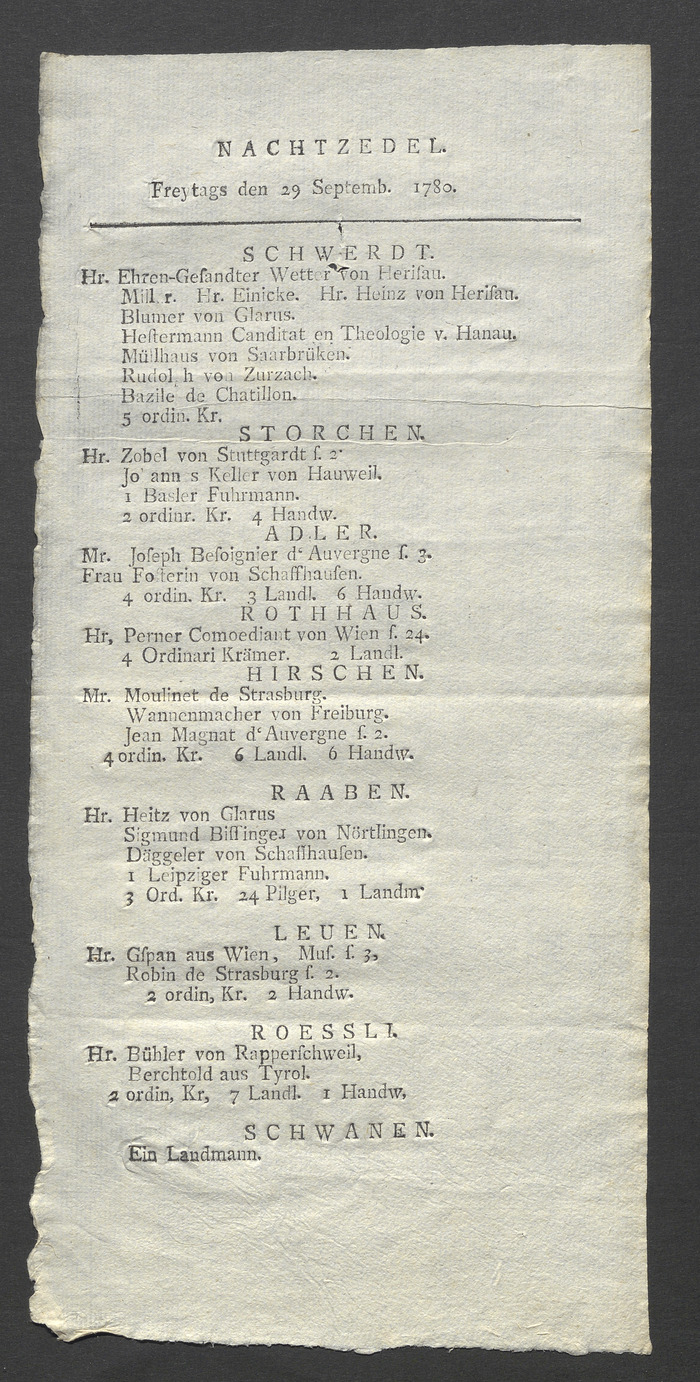 NACHTZEDEL.
Freytags den 29 Septemb. 1780.
SCHWERDT.
Hr. Ehren-Geſandter Wetter von Heriſau.
Hr. Einicke. Hr. Heinz von Heriſau.
Blumer von Glarus.
Heſtermann Canditat en Theologie v. Hanau.
Müllhaus von Saarbrüken.
Rudol h von Zurzach.
Bazile de Chatillon.
5 ordin. Kr.
STORCHEN.
Hr. Zobel von Stuttgardt ſ. 2.
Jo ann s Keller von Hauweil.
1 Basler Fuhrmann.
2 ordinr. Kr. 4 Handw.
ADLER.
Mr. Joſeph Beſoignier d'Auvergne ſ. 3.
Frau Foſterin von Schaffhauſen.
4 ordin. Kr. 3 Landl. 6 Handw.
ROTHHAUS.
Hr, Perner Comoediant von Wien ſ. 24.
4 Ordinari Krämer. 2 Landl.
HIRSCHEN.
Mr. Moulinet de Strasburg.
Wannenmacher von Freiburg.
Jean Magnat d'Auvergne ſ. 2.
4 ordin. Kr. 6 Landl. 6 Handw.
RAABEN.
Hr. Heitz von Glarus
Sigmund Biſſinger von Nörtlingen.
Däggeler von Schaffhauſen.
1 Leipziger Fuhrmann.
3 Ord. Kr. 24 Pilger, 1 Landm.
LEUEN.
Hr. Gſpan aus Wien, Muſ. ſ. 3,
Robin de Strasburg ſ. 2.
2 ordin, Kr. 2 Handw.
ROESSLI.
Hr. Bühler von Rapperſchweil,
Berchtold aus Tyrol.
2 ordin, Kr, 7 Landl. 1 Handw,
SCHWANEN.
Ein Landmann.